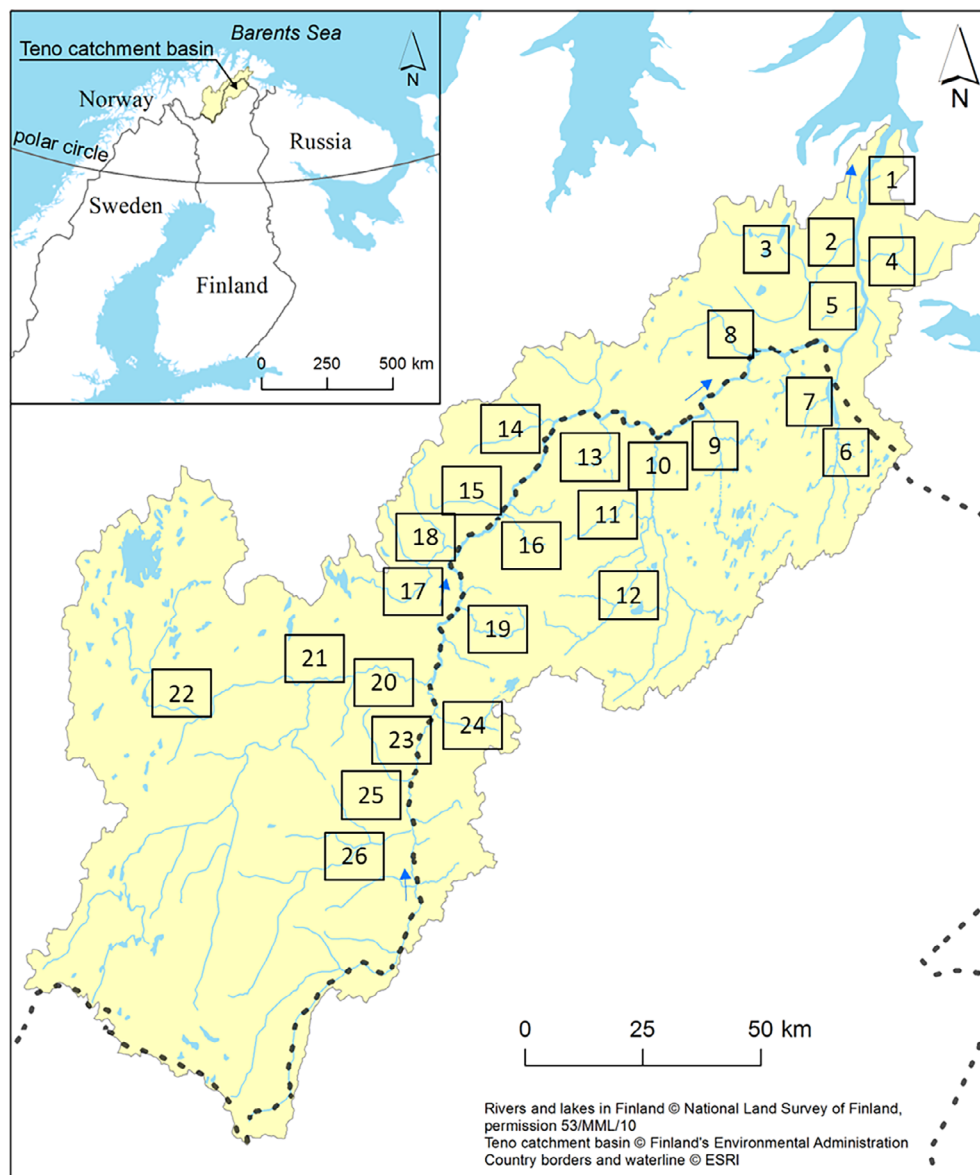 Barents Sea
Teno catchment basin
N
Norway
polar circle
Russia
Sweden
Finland
0 250 500 km
N
1
2
3
4
5
8
7
6
14
13
10
9
15
11
18
16
17
12
19
21
20
22
24
23
25
26
0 25 50 km
Rivers and lakes in Finland © National Land Survey of Finland,
permission 53/MML/10
Teno catchment basin © Finland's Environmental Administration
Country borders and waterline © ESRI